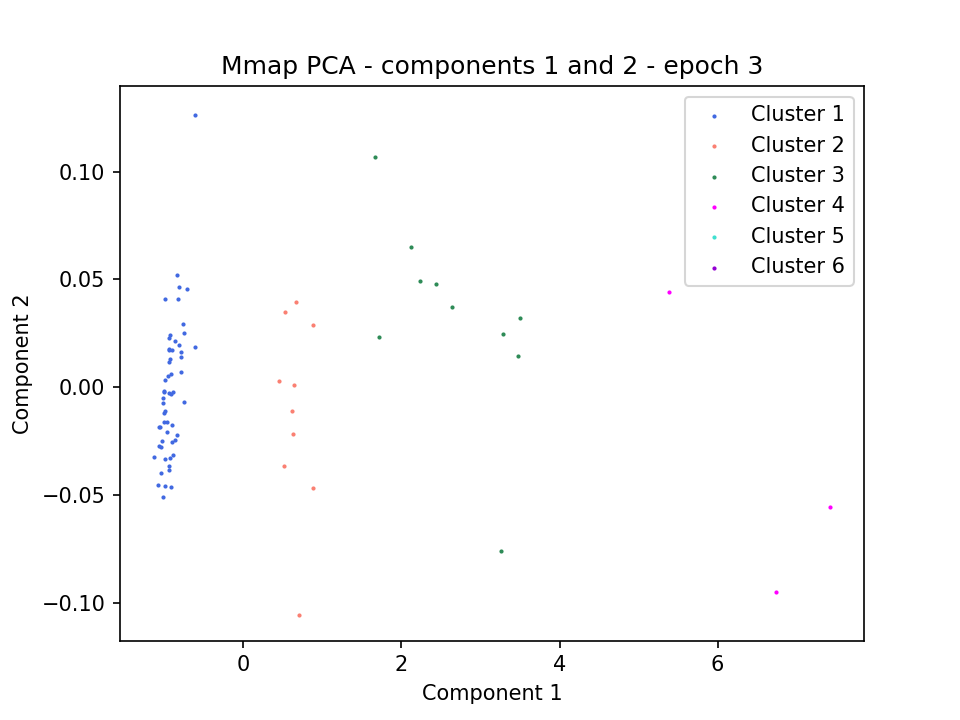 Mmap PCA - components 1 and 2 - epoch 3
Cluster 1
Cluster 2
Cluster 3
Cluster 4
Cluster 5
Cluster 6
0.10
0.05
0.00
−0.05
−0.10
Component 2
0
2
4
6
Component 1